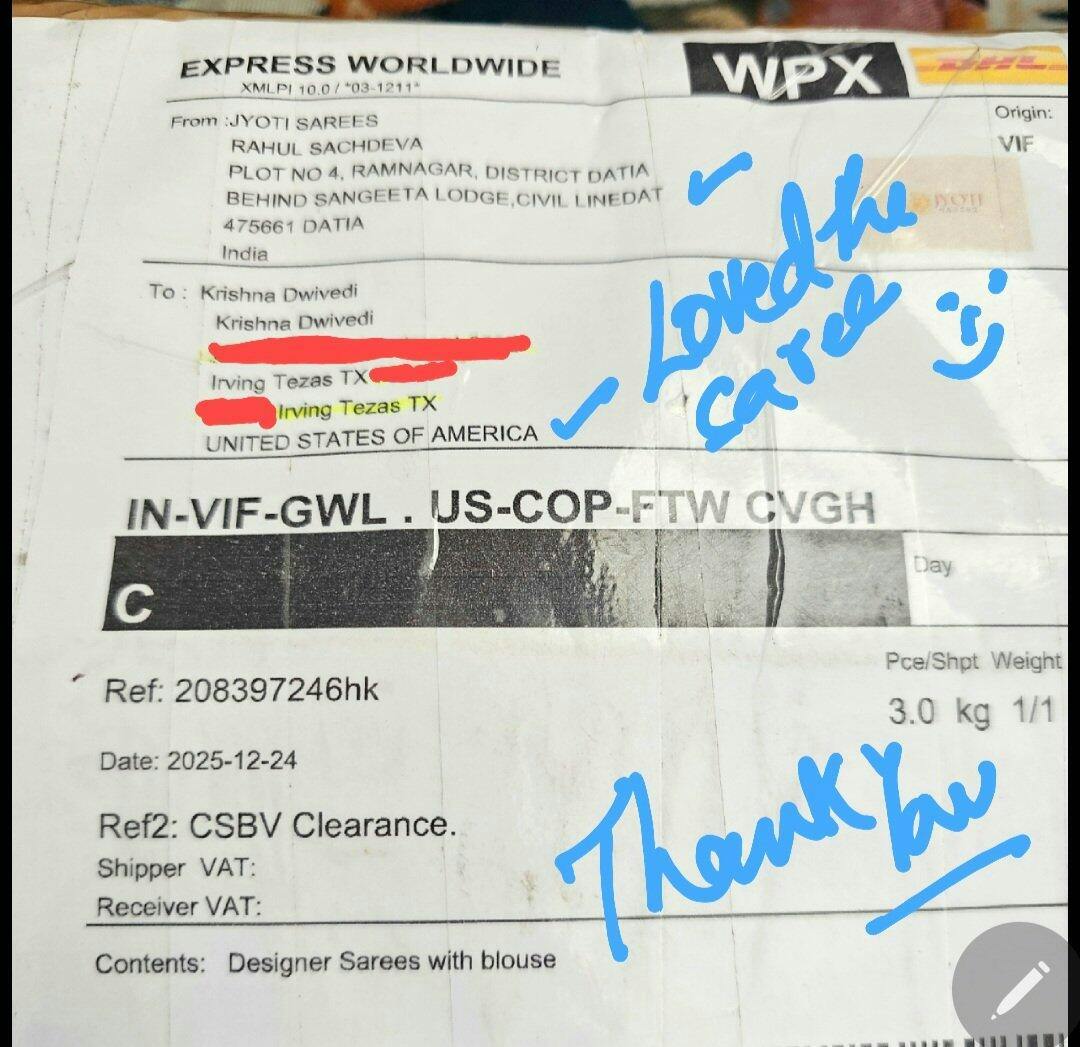 EXPRESS WORLDWIDE
XMLPI 10.0 / *03-1211*
WPX
DHL
From : JYOTI SAREES
RAHUL SACHDEVA
PLOT NO 4, RAMNAGAR, DISTRICT DATIA
BEHIND SANGEETA LODGE,CIVIL LINEDAT
475661 DATIA
India
Origin:
VIF
JYOTI
To : Krishna Dwivedi
Krishna Dwivedi
Irving Tezas TX
Irving Tezas TX
UNITED STATES OF AMERICA
Loved the
caree
IN-VIF-GWL . US-COP-FTW CVGH
C
Day
Ref: 208397246hk
Pce/Shpt Weight
3.0 kg 1/1
Date: 2025-12-24
Ref2: CSBV Clearance.
Shipper VAT:
Receiver VAT:
Thank You
Contents: Designer Sarees with blouse